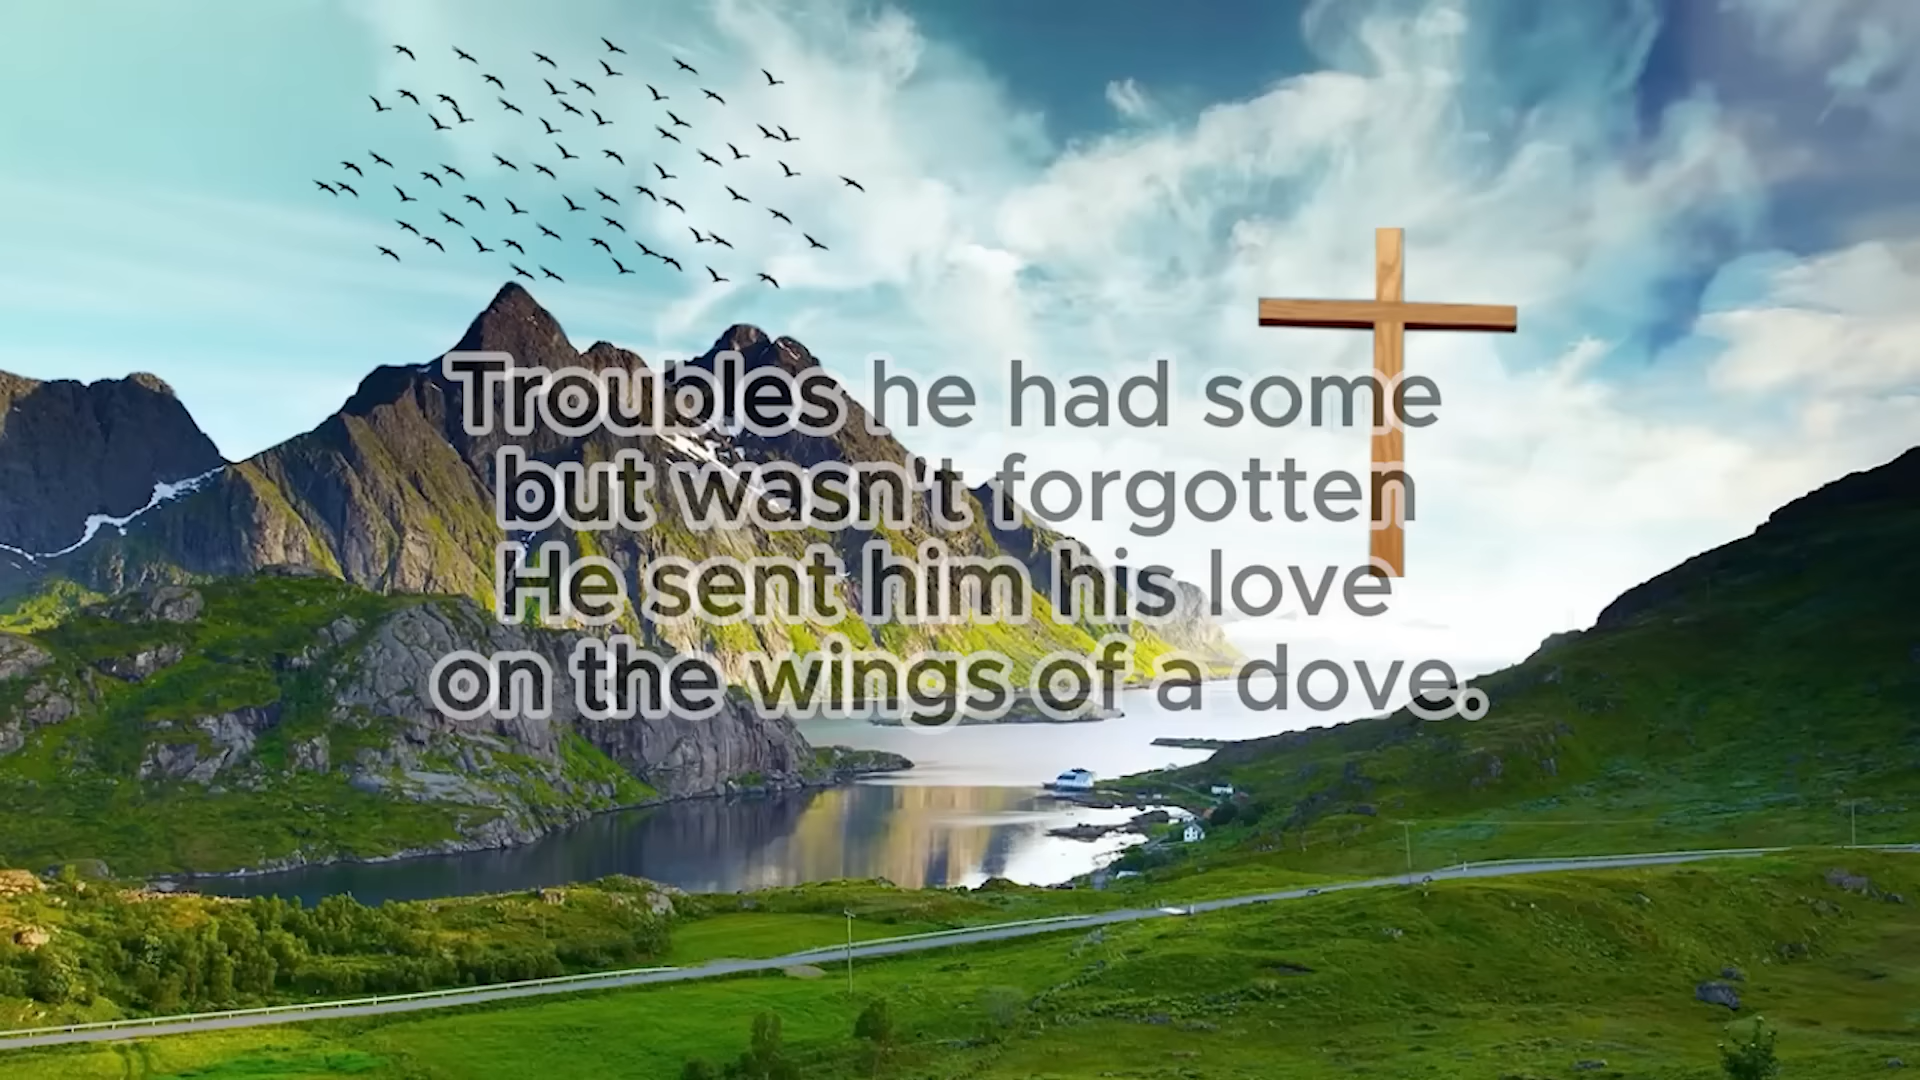 Troubles he had some
but wasn't forgotten
He sent him his love
on the wings of a dove.